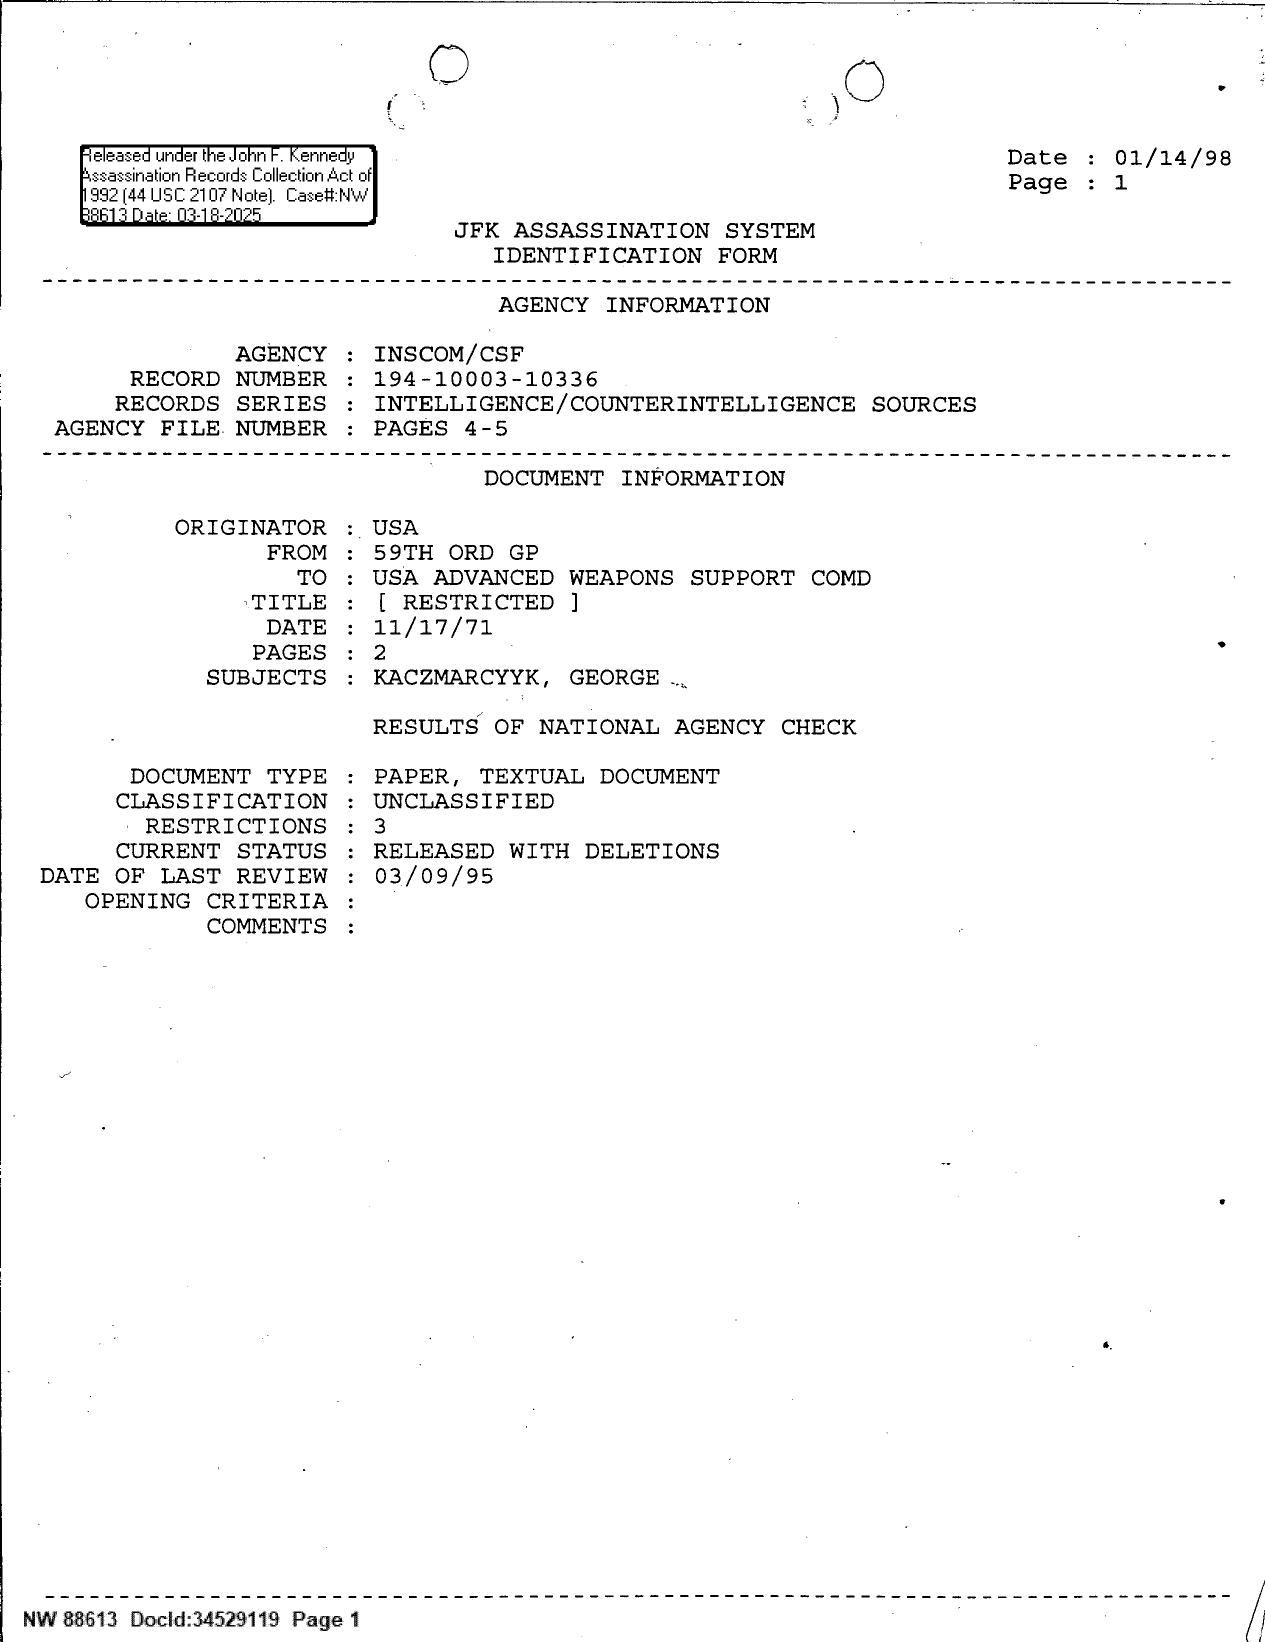 Released under the John F. Kennedy
Assassination Records Collection Act of
1992 (44 USC 2107 Note). Case#:NW
88613 Date: 03-18-2025
Date : 01/14/98
Page : 1
JFK ASSASSINATION SYSTEM
IDENTIFICATION FORM
AGENCY INFORMATION
AGENCY : INSCOM/CSF
RECORD NUMBER : 194-10003-10336
RECORDS SERIES : INTELLIGENCE/COUNTERINTELLIGENCE SOURCES
AGENCY FILE NUMBER : PAGES 4-5
DOCUMENT INFORMATION
ORIGINATOR : USA
FROM : 59TH ORD GP
TO : USA ADVANCED WEAPONS SUPPORT COMD
TITLE : [ RESTRICTED ]
DATE : 11/17/71
PAGES : 2
SUBJECTS : KACZMARCYYK, GEORGE
RESULTS OF NATIONAL AGENCY CHECK
DOCUMENT TYPE : PAPER, TEXTUAL DOCUMENT
CLASSIFICATION : UNCLASSIFIED
RESTRICTIONS : 3
CURRENT STATUS : RELEASED WITH DELETIONS
DATE OF LAST REVIEW : 03/09/95
OPENING CRITERIA :
COMMENTS :
NW 88613 DocId:34529119 Page 1